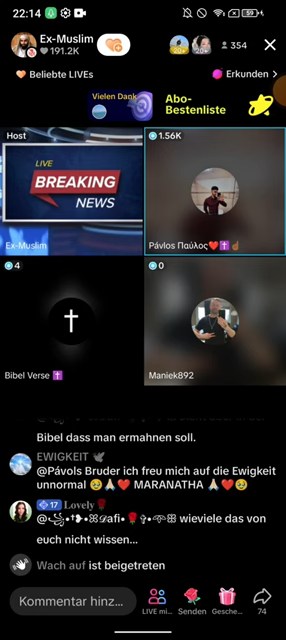 22:14
59
Ex-Muslim
191.2K
20+
20+
354
Beliebte LIVEs
Erkunden >
Vielen Dank
Abo-
Bestenliste
Host
1.56K
LIVE
BREAKING
NEWS
Ex-Muslim
Pávlos Παύλος❤️✝️☝🏾
4
0
Bibel Verse ✝️
Maniek892
Bibel dass man ermahnen soll.
EWIGKEIT 🕊️
@Pávols Bruder ich freu mich auf die Ewigkeit
unnormal 🥹🙏🏼❤️ MARANATHA 🙏🏼❤️🥹
17 Lovely🌹
wieviele das von
euch nicht wissen...
Wach auf ist beigetreten
Kommentar hinz...
LIVE mi...
Senden
Gesche...
74